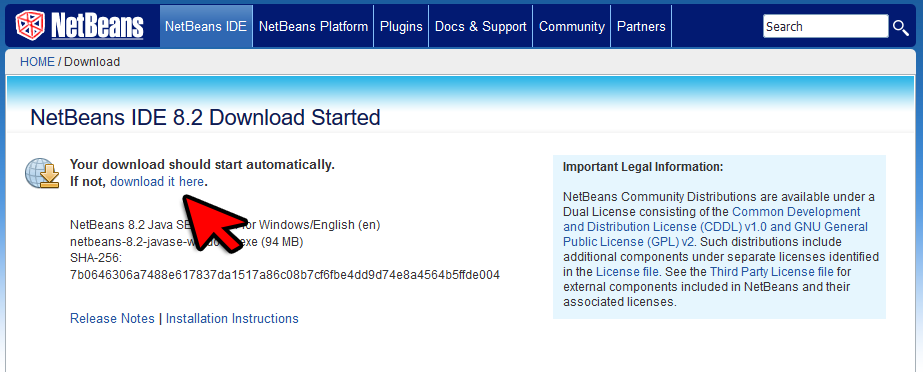 NetBeans
NetBeans IDE
NetBeans Platform
Plugins
Docs & Support
Community
Partners
Search
HOME / Download
NetBeans IDE 8.2 Download Started
Your download should start automatically.
If not, download it here.
NetBeans 8.2 Java SE for Windows/English (en)
netbeans-8.2-javase-windows.exe (94 MB)
SHA-256:
7b0646306a7488e617837da1517a86c08b7cf6fbe4dd9d74e8a4564b5ffde004
Release Notes | Installation Instructions
Important Legal Information:
NetBeans Community Distributions are available under a
Dual License consisting of the Common Development
and Distribution License (CDDL) v1.0 and GNU General
Public License (GPL) v2. Such distributions include
additional components under separate licenses identified
in the License file. See the Third Party License file for
external components included in NetBeans and their
associated licenses.